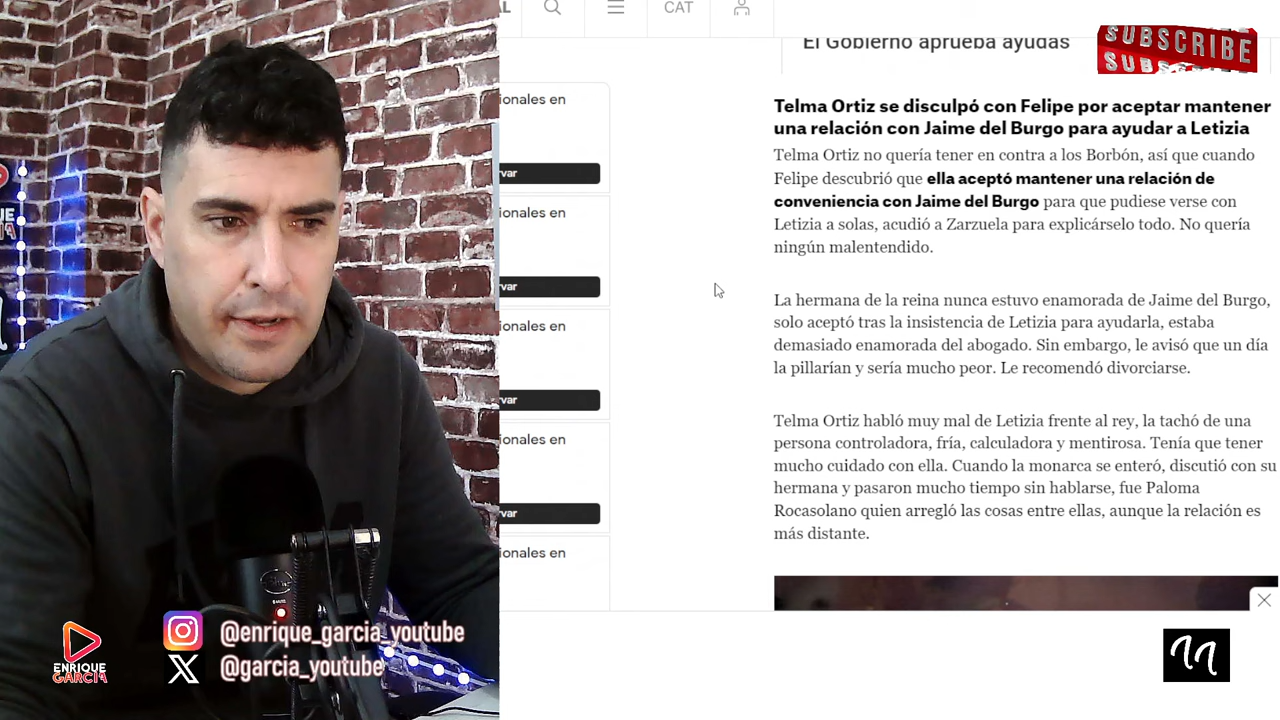 CAT
El Gobierno aprueba ayudas
SUBSCRIBE
Telma Ortiz se disculpó con Felipe por aceptar mantener
una relación con Jaime del Burgo para ayudar a Letizia
Telma Ortiz no quería tener en contra a los Borbón, así que cuando
Felipe descubrió que ella aceptó mantener una relación de
conveniencia con Jaime del Burgo para que pudiese verse con
Letizia a solas, acudió a Zarzuela para explicárselo todo. No quería
ningún malentendido.
La hermana de la reina nunca estuvo enamorada de Jaime del Burgo,
solo aceptó tras la insistencia de Letizia para ayudarla, estaba
demasiado enamorada del abogado. Sin embargo, le avisó que un día
la pillarían y sería mucho peor. Le recomendó divorciarse.
Telma Ortiz habló muy mal de Letizia frente al rey, la tachó de una
persona controladora, fría, calculadora y mentirosa. Tenía que tener
mucho cuidado con ella. Cuando la monarca se enteró, discutió con su
hermana y pasaron mucho tiempo sin hablarse, fue Paloma
Rocasolano quien arregló las cosas entre ellas, aunque la relación es
más distante.
ionales en
var
ionales en
var
ionales en
var
ionales en
var
ionales en
ENRIQUE
GARCIA
@enrique_garcia_youtube
@garcia_youtube